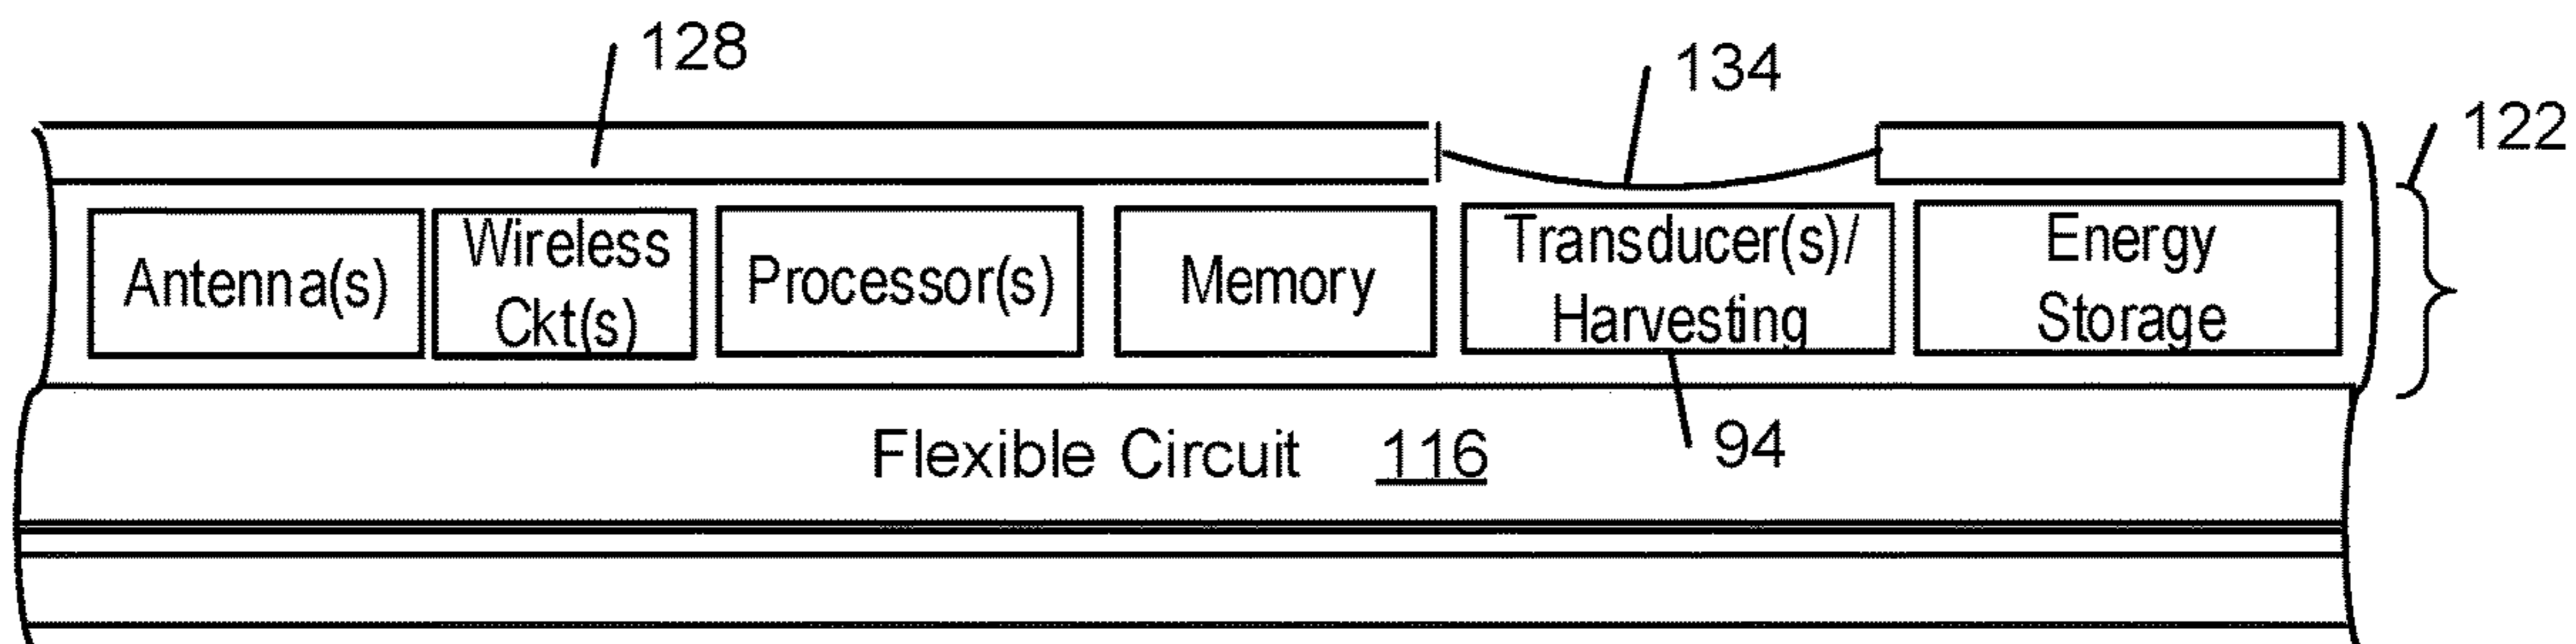 128
134
122
Antenna(s)
Wireless
Ckt(s)
Processor(s)
Memory
Transducer(s)/
Harvesting
Energy
Storage
Flexible Circuit 116
94